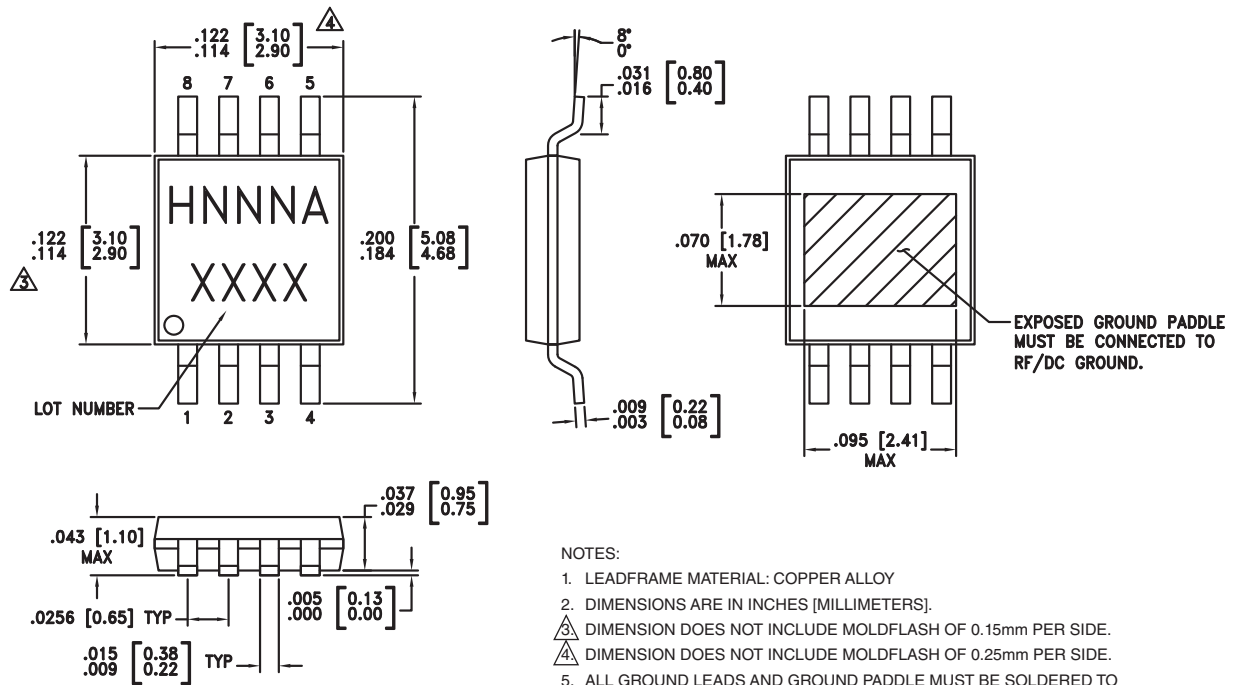 .122 [3.10]
.114 [2.90]
4
8 7 6 5
HNNNA
XXXX
.122 [3.10]
.114 [2.90]
3
.200 [5.08]
.184 [4.68]
LOT NUMBER
1 2 3 4
8°
0°
.031 [0.80]
.016 [0.40]
.009 [0.22]
.003 [0.08]
.070 [1.78]
MAX
EXPOSED GROUND PADDLE
MUST BE CONNECTED TO
RF/DC GROUND.
.095 [2.41]
MAX
.037 [0.95]
.029 [0.75]
.043 [1.10]
MAX
.0256 [0.65] TYP
.005 [0.13]
.000 [0.00]
.015 [0.38] TYP
.009 [0.22]
NOTES:
1. LEADFRAME MATERIAL: COPPER ALLOY
2. DIMENSIONS ARE IN INCHES [MILLIMETERS].
3. DIMENSION DOES NOT INCLUDE MOLDFLASH OF 0.15mm PER SIDE.
4. DIMENSION DOES NOT INCLUDE MOLDFLASH OF 0.25mm PER SIDE.
5. ALL GROUND LEADS AND GROUND PADDLE MUST BE SOLDERED TO